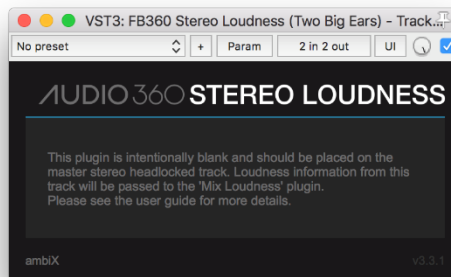 VST3: FB360 Stereo Loudness (Two Big Ears) - Track...
No preset + Param 2 in 2 out UI
AUDIO360 STEREO LOUDNESS
This plugin is intentionally blank and should be placed on the
master stereo headlocked track. Loudness information from this
track will be passed to the 'Mix Loudness' plugin.
Please see the user guide for more details.
ambiX v3.3.1